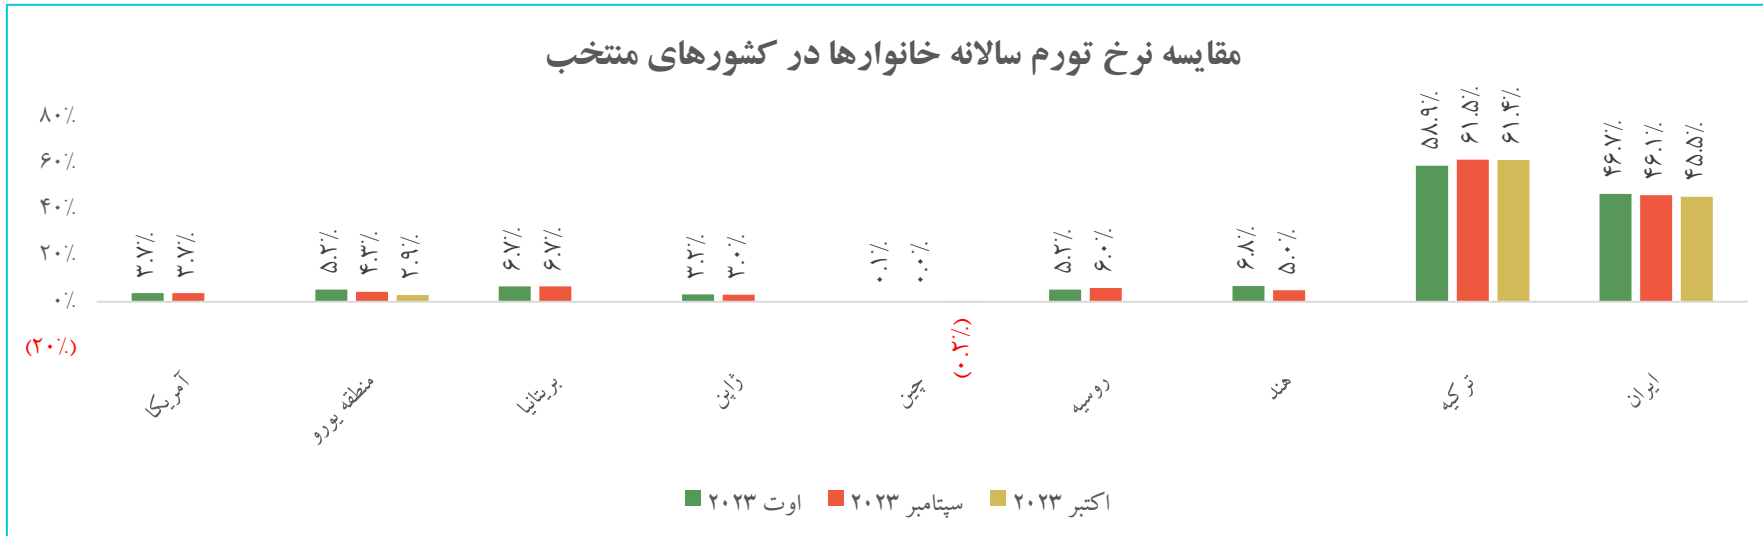 مقایسه نرخ تورم سالانه خانوارها در کشورهای منتخب
۸۰٪
۶۰٪
۴۰٪
۲۰٪
۰٪
(۲۰٪)
۳.۷٪ ۳.۷٪
۵.۲٪ ۴.۳٪ ۲.۹٪
۶.۷٪ ۶.۷٪
۳.۲٪ ۳.۰٪
۰.۱٪ ۰.۰٪ (۰.۲٪)
۵.۲٪ ۶.۰٪
۶.۸٪ ۵.۰٪
۵۸.۹٪ ۶۱.۵٪ ۶۱.۴٪
۴۶.۷٪ ۴۶.۱٪ ۴۵.۵٪
آمریکا
منطقه یورو
بریتانیا
ژاپن
چین
روسیه
هند
ترکیه
ایران
اوت ۲۰۲۳
سپتامبر ۲۰۲۳
اکتبر ۲۰۲۳